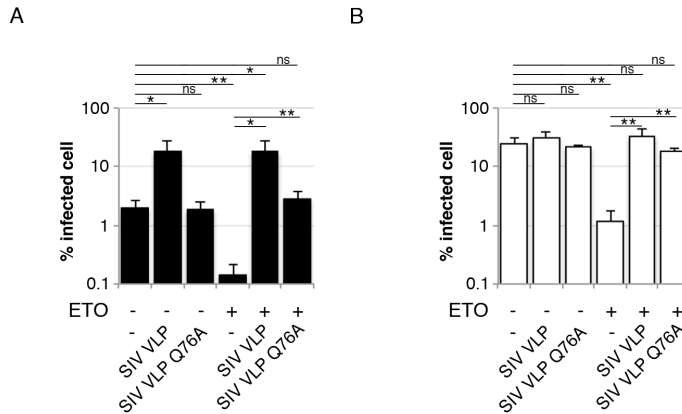 A
B
ns
*
**
ns
*
**
*
100
10
1
0.1
% infected cell
ETO - - - + + +
- SIV VLP SIV VLP Q76A - SIV VLP SIV VLP Q76A
ns
ns
**
ns
ns
**
**
100
10
1
0.1
% infected cell
ETO - - - + + +
- SIV VLP SIV VLP Q76A - SIV VLP SIV VLP Q76A